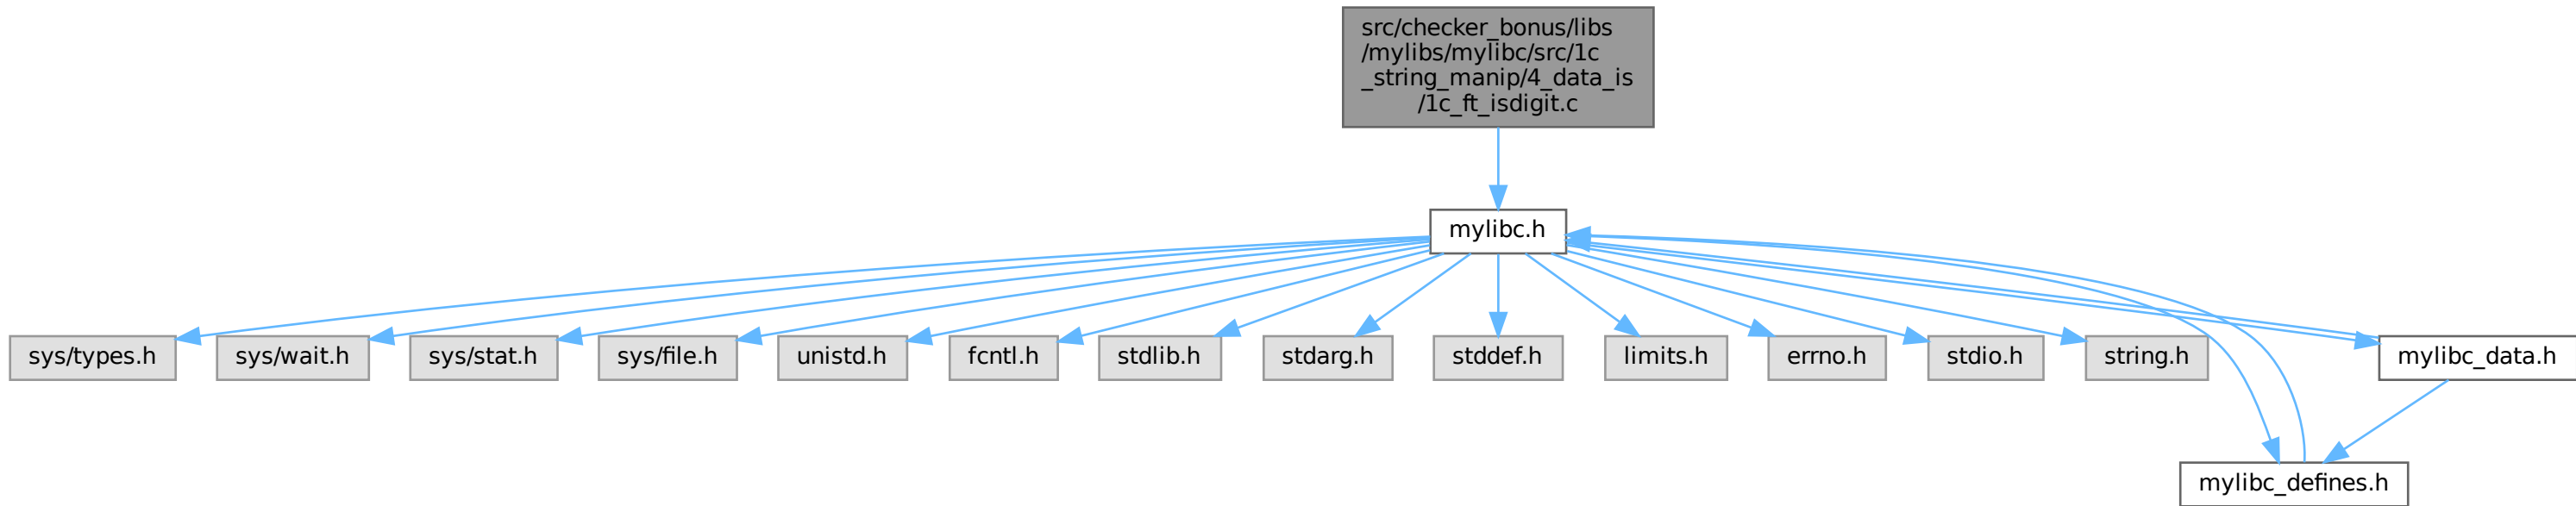 src/checker_bonus/libs
/mylibs/mylibc/src/1c
_string_manip/4_data_is
/1c_ft_isdigit.c
mylibc.h
sys/types.h
sys/wait.h
sys/stat.h
sys/file.h
unistd.h
fcntl.h
stdlib.h
stdarg.h
stddef.h
limits.h
errno.h
stdio.h
string.h
mylibc_data.h
mylibc_defines.h